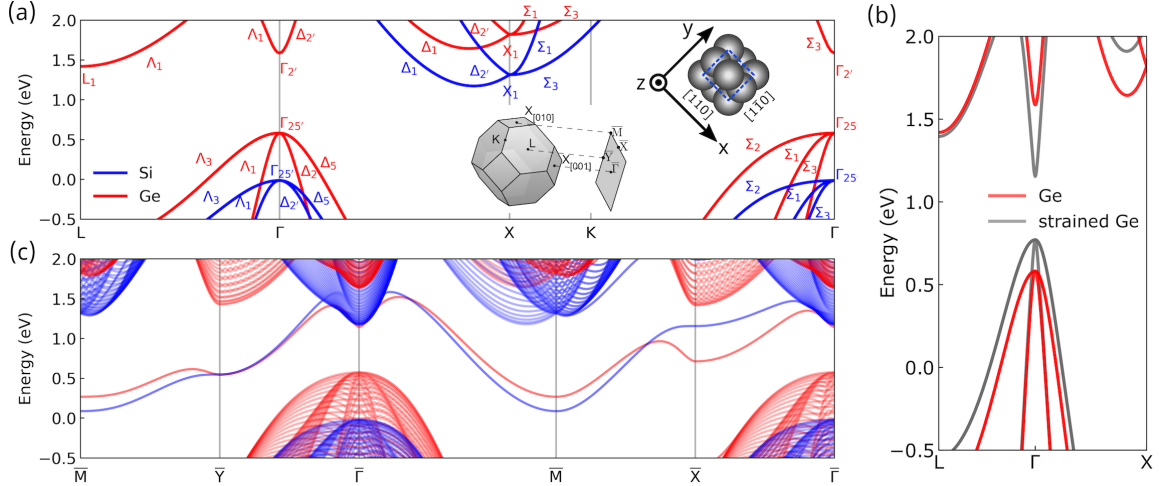 (a)
2.0
1.5
1.0
0.5
0.0
−0.5
Energy (eV)
L₁
Λ₁
Λ₁
Δ₂′
Γ₂′
Γ₂₅′
Λ₃
Λ₁
Δ₂
Δ₅
Γ₂₅′
Λ₃
Λ₁
Δ₂′
Δ₅
Si
Ge
Δ₁
Δ₂′
Σ₁
Σ₃
X₁
Δ₁
Δ₂′
Σ₁
Σ₃
X₁
X[010]
K
L
X[001]
M̅
X̅
Y̅
Γ̅
y
z
x
[110]
[11̅0]
Σ₃
Γ₂′
Γ₂₅
Σ₂
Σ₁
Σ₃
Γ₂₅
Σ₂
Σ₁
Σ₃
L
Γ
X
K
Γ
(b)
2.0
1.5
1.0
0.5
0.0
−0.5
Energy (eV)
Ge
strained Ge
L
Γ
X
(c)
2.0
1.5
1.0
0.5
0.0
−0.5
Energy (eV)
M̅
Y̅
Γ̅
M̅
X̅
Γ̅